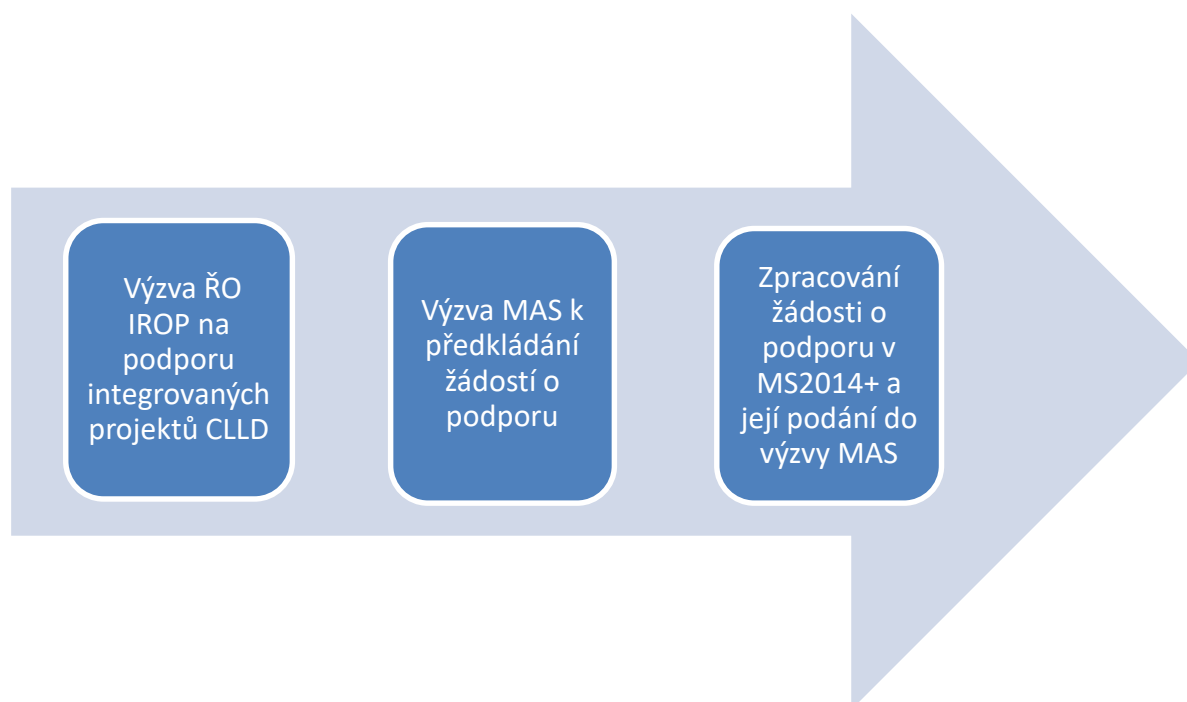 Výzva ŘO
IROP na
podporu
integrovaných
projektů CLLD
Výzva MAS k
předkládání
žádostí o
podporu
Zpracování
žádosti o
podporu v
MS2014+ a
její podání do
výzvy MAS